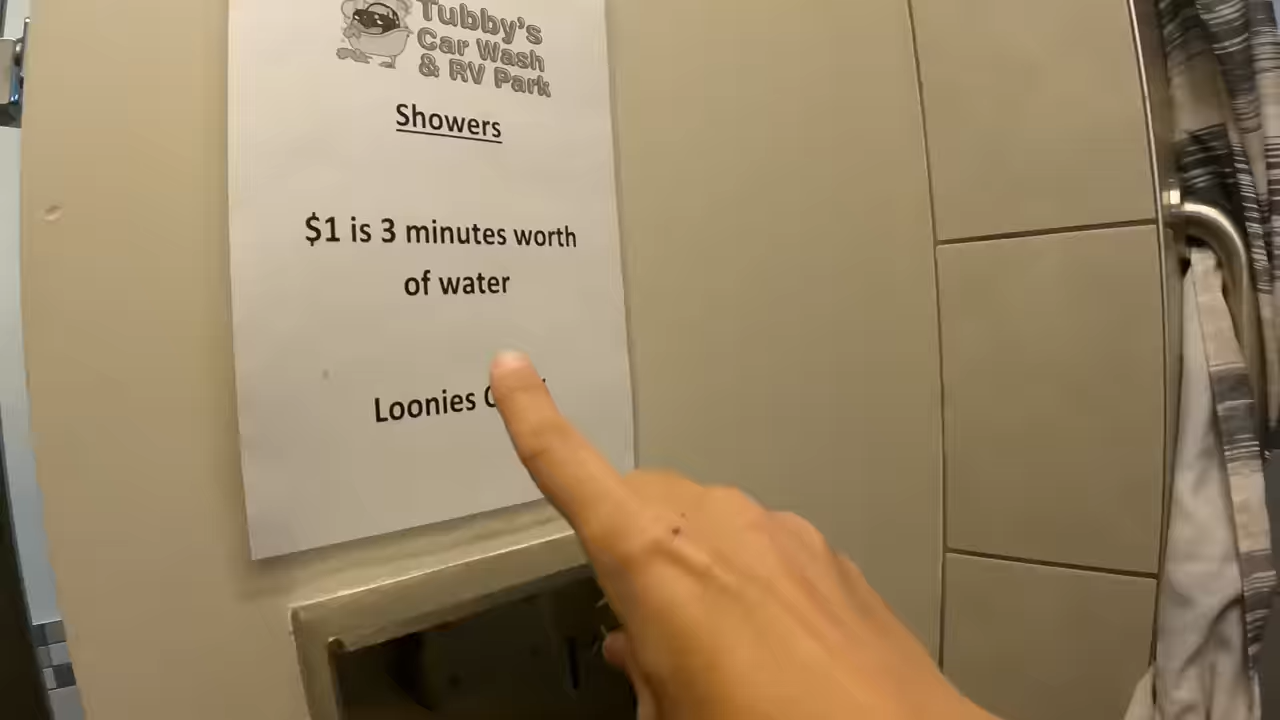 Tubby's
Car Wash
& RV Park
Showers
$1 is 3 minutes worth
of water
Loonies